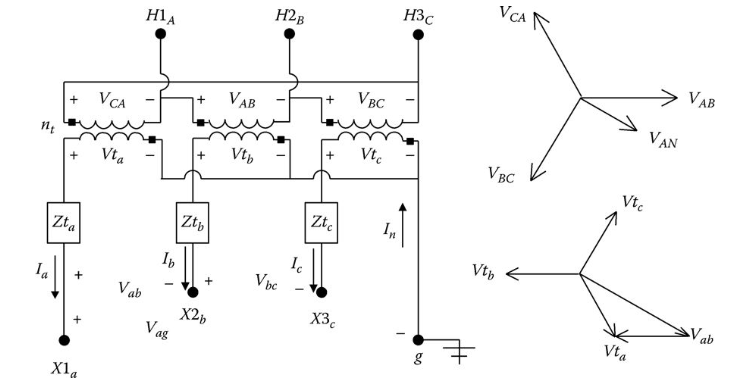 H1A H2B H3C
+ VCA − + VAB − + VBC −
nt
+ Vta − + Vtb − + Vtc −
Zta Ztb Ztc
Ia + Ib − + Ic − In
Vab Vbc
+ X2b X3c −
Vag
X1a g
VCA
VAB
VAN
VBC
Vtc
Vtb
Vab
Vta